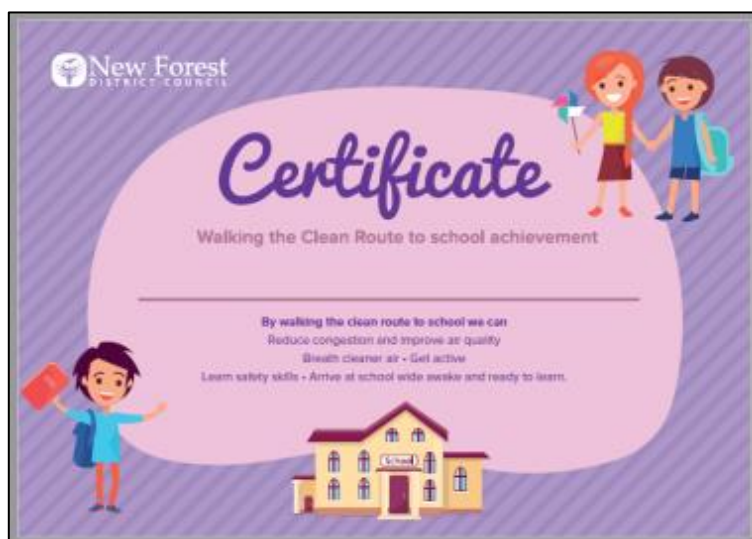 New Forest
DISTRICT COUNCIL
Certificate
Walking the Clean Route to school achievement
By walking the clean route to school we can
Reduce congestion and improve air quality
Breath cleaner air • Get active
Learn safety skills • Arrive at school wide awake and ready to learn.
School